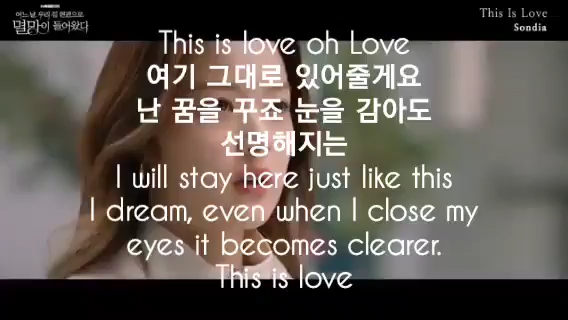 어느 날 우리 집 현관으로
멸망이 들어왔다
This Is Love
Sondia
This is love oh Love
여기 그대로 있어줄게요
난 꿈을 꾸죠 눈을 감아도
선명해지는
I will stay here just like this
I dream, even when I close my
eyes it becomes clearer.
This is love